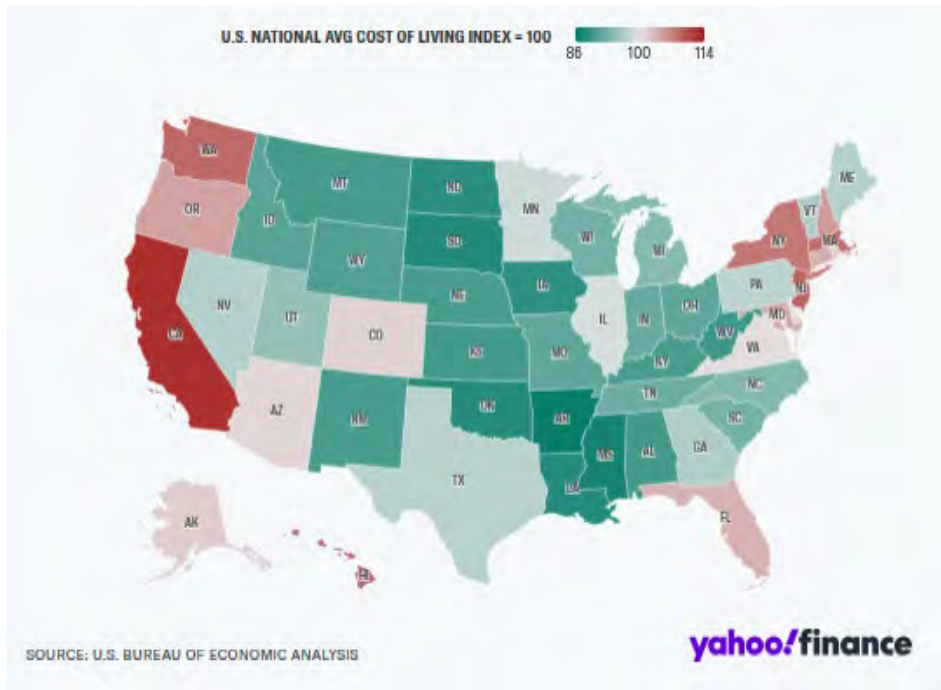 U.S. NATIONAL AVG COST OF LIVING INDEX = 100
86 100 114
WA
MT
ND
ME
OR
ID
MN
VT
SD
WI
MI
NY
MA
WY
IA
PA
NJ
NE
NV
UT
IL
IN
OH
MD
CO
WV
VA
KS
MO
KY
NC
TN
AZ
NM
OK
AR
SC
MS
AL
GA
TX
LA
AK
FL
HI
SOURCE: U.S. BUREAU OF ECONOMIC ANALYSIS
yahoo!finance